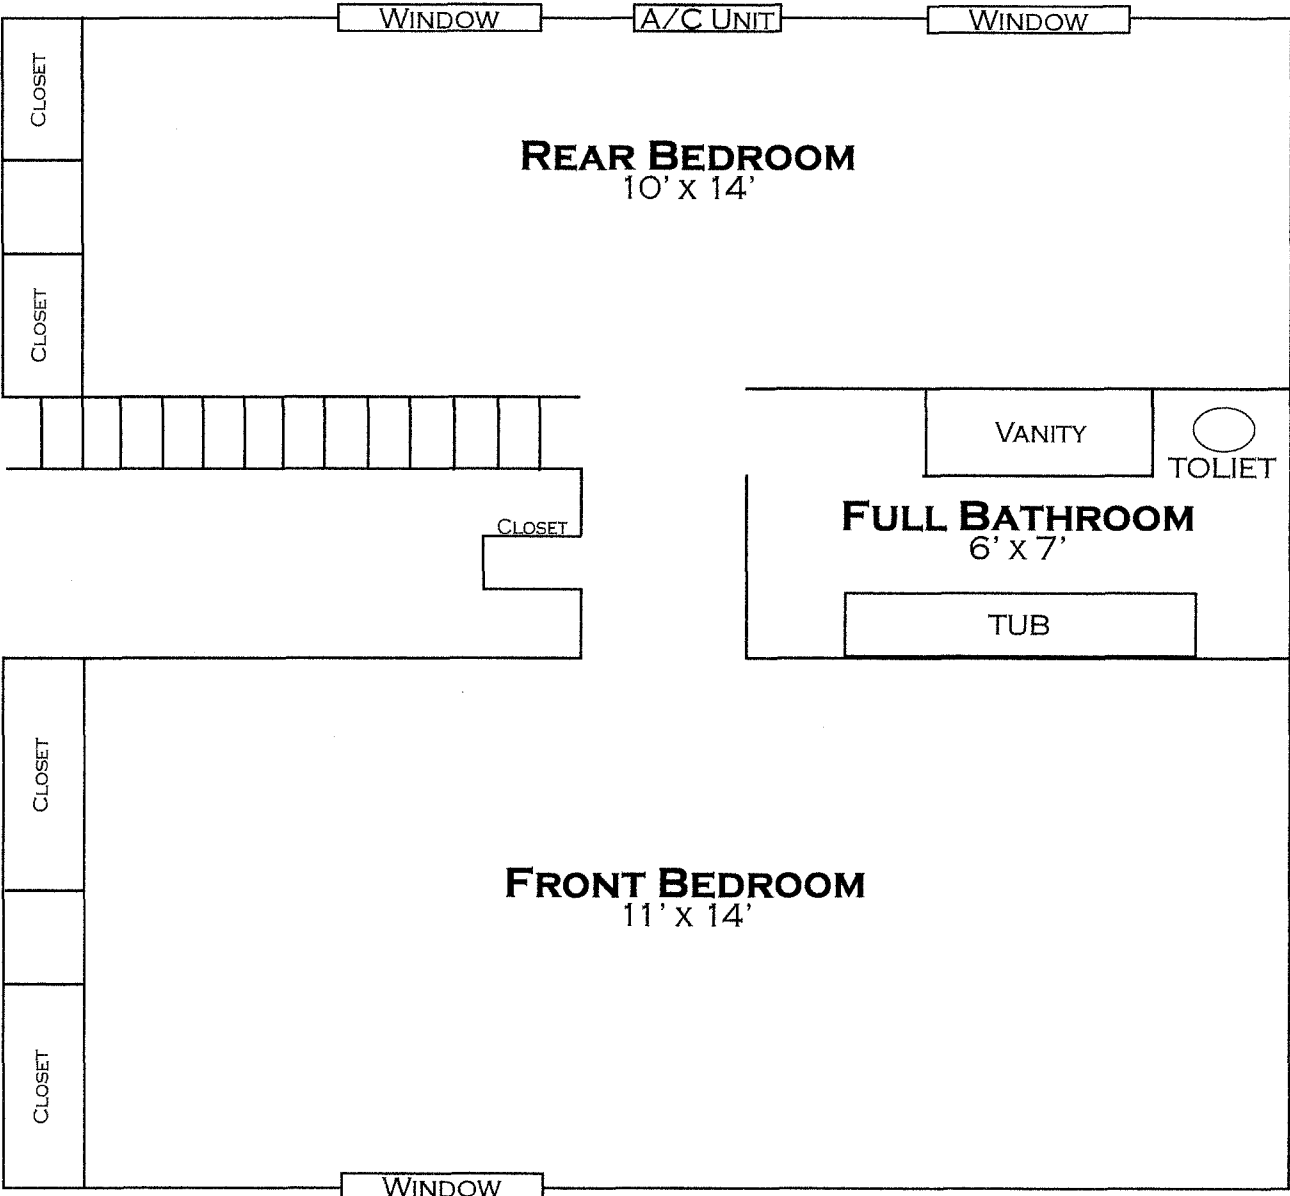 WINDOW
A/C UNIT
WINDOW
CLOSET
REAR BEDROOM
10' X 14'
CLOSET
VANITY
TOLIET
CLOSET
FULL BATHROOM
6' X 7'
TUB
CLOSET
FRONT BEDROOM
11' X 14'
CLOSET
WINDOW